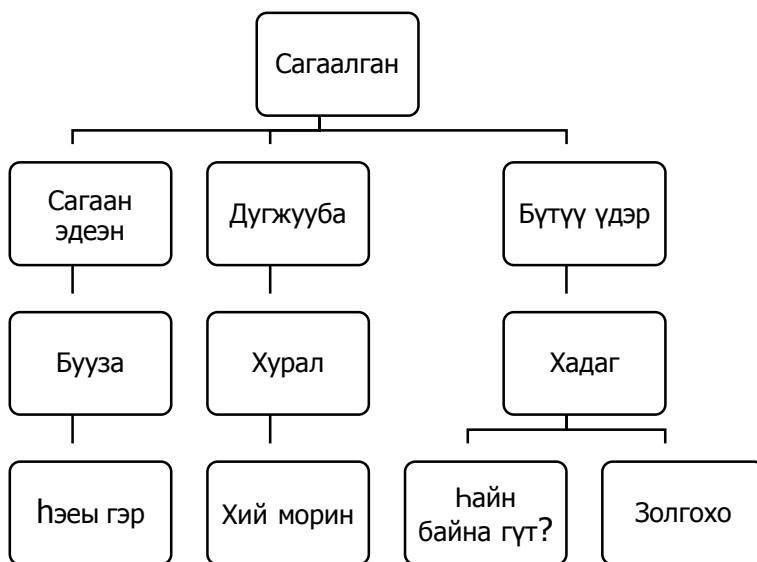 Сагаалган
Сагаан
эдеэн
Дугжууба
Бүтүү үдэр
Бууза
Хурал
Хадаг
һэеы гэр
Хий морин
Һайн
байна гүт?
Золгохо